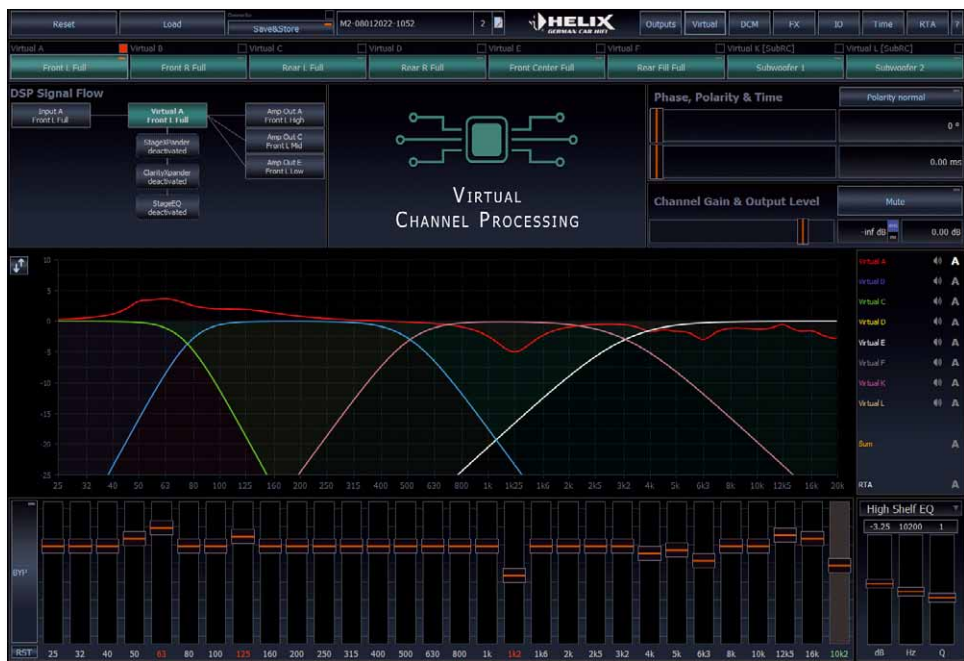 Reset Load Save&Store M2-08012022-1052 2 HELIX Outputs Virtual DCM FX IO Time RTA ?
GERMAN CAR HIFI
Virtual A Virtual B Virtual C Virtual D Virtual E Virtual F Virtual K [SubRC] Virtual L [SubRC]
Front L Full Front R Full Rear L Full Rear R Full Front Center Full Rear Fill Full Subwoofer 1 Subwoofer 2
DSP Signal Flow
Input A
Front L Full
Virtual A
Front L Full
Amp Out A
Front L High
StageXPander
deactivated
Amp Out C
Front L Mid
ClarityXpander
deactivated
Amp Out E
Front L Low
StageEQ
deactivated
VIRTUAL
CHANNEL PROCESSING
Phase, Polarity & Time Polarity normal
0 °
0.00 ms
Channel Gain & Output Level Mute
-inf dB 0.00 dB
10
5
0
-5
-10
-15
20
25
25 32 40 50 63 80 100 125 160 200 250 315 400 500 630 800 1k 1k25 1k6 2k 2k5 3k2 4k 5k 6k3 8k 10k 12k5 16k 20k
Virtual A A
Virtual B A
Virtual C A
Virtual D A
Virtual E A
Virtual F A
Virtual K A
Virtual L A
Sum A
RTA A
BYP
RST 25 32 40 50 63 80 100 125 160 200 250 315 400 500 630 800 1k 1k2 1k6 2k 2k5 3k2 4k 5k 6k3 8k 10k 12k5 16k 10k2
High Shelf EQ
-3.25 10200 1
dB Hz Q